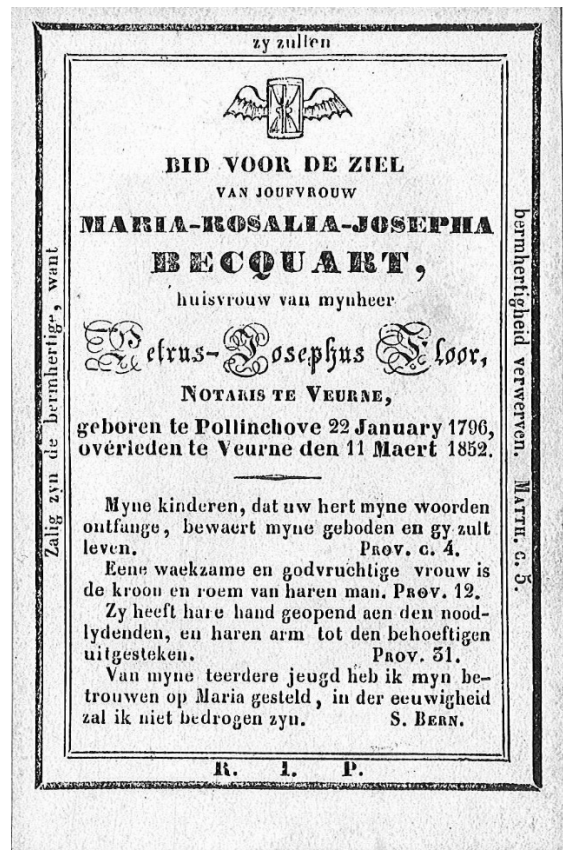 Zalig zyn de bermhertige, want
zy zullen
bermhertigheid verwerven. MATTH. c. 5.
BID VOOR DE ZIEL
VAN JOUFVROUW
MARIA-ROSALIA-JOSEPHA
BECQUART,
huisvrouw van mynheer
Petrus-Josephus Floor,
NOTARIS TE VEURNE,
geboren te Pollinchove 22 January 1796,
overleden te Veurne den 11 Maert 1852.
Myne kinderen, dat uw hert myne woorden
ontfange, bewaert myne geboden en gy zult
leven. PROV. c. 4.
Eene waekzame en godvruchtige vrouw is
de kroon en roem van haren man. PROV. 12.
Zy heeft hare hand geopend aen den nood-
lydenden, en haren arm tot den behoeftigen
uitgesteken. PROV. 31.
Van myne teerdere jeugd heb ik myn be-
trouwen op Maria gesteld, in der eeuwigheid
zal ik niet bedrogen zyn. S. BERN.
R. I. P.